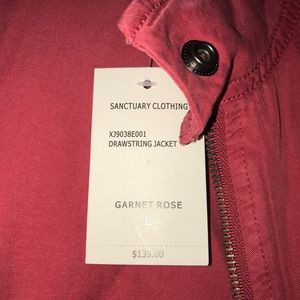 SANCTUARY CLOTHING
XJ9038E001
DRAWSTRING JACKET
GARNET ROSE
L
$139.00